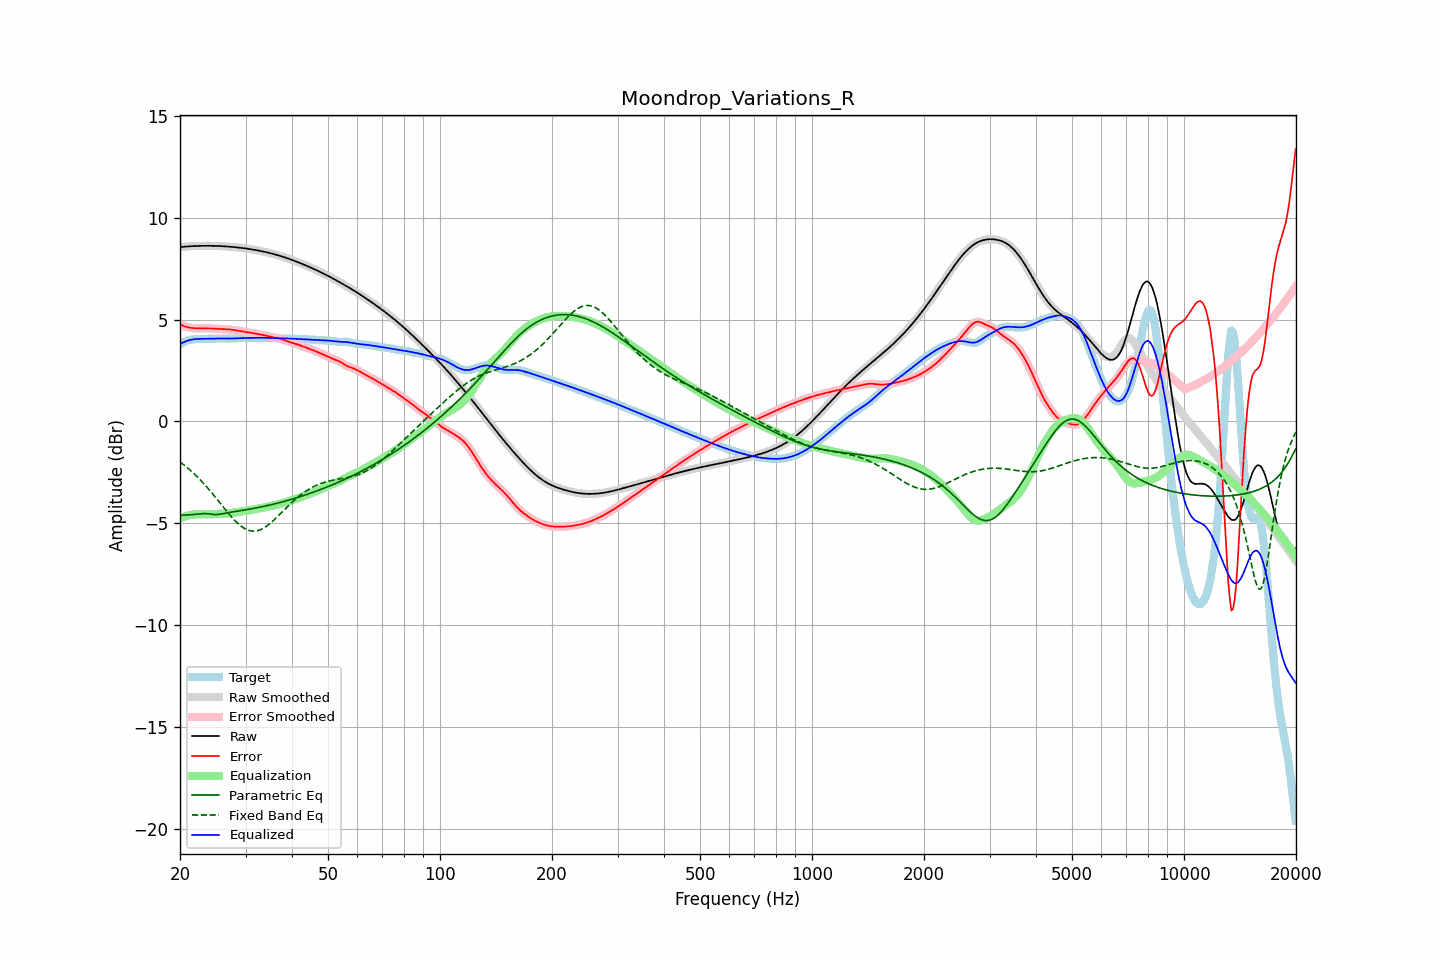 Moondrop_Variations_R
15
10
5
0
−5
−10
−15
−20
Amplitude (dBr)
Target
Raw Smoothed
Error Smoothed
Raw
Error
Equalization
Parametric Eq
Fixed Band Eq
Equalized
20 50 100 200 500 1000 2000 5000 10000 20000
Frequency (Hz)